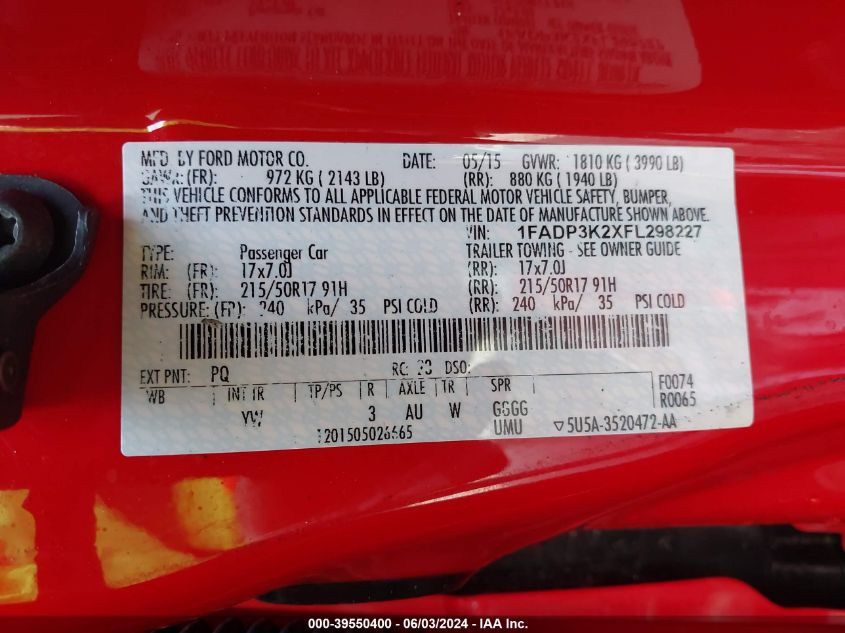 MFD. BY FORD MOTOR CO. DATE: 05/15 GVWR: 1810 KG ( 3990 LB)
GAWR: (FR) 972 KG ( 2143 LB) (RR): 880 KG ( 1940 LB)
THIS VEHICLE CONFORMS TO ALL APPLICABLE FEDERAL MOTOR VEHICLE SAFETY, BUMPER,
AND THEFT PREVENTION STANDARDS IN EFFECT ON THE DATE OF MANUFACTURE SHOWN ABOVE.
VIN: 1FADP3K2XFL298227
TYPE: Passenger Car TRAILER TOWING - SEE OWNER GUIDE
RIM: (FR): 17x7.0J (RR): 17x7.0J
TIRE: (FR): 215/50R17 91H (RR): 215/50R17 91H
PRESSURE: (FR): 240 kPa/ 35 PSI COLD (RR): 240 kPa/ 35 PSI COLD
EXT PNT: PQ RC: DSO: F0074
WB INT TR TP/PS R AXLE TR SPR R0065
YW 3 AU W GGGG
UMU ▽5U5A-3520472-AA
000-39550400 - 06/03/2024 - IAA Inc.